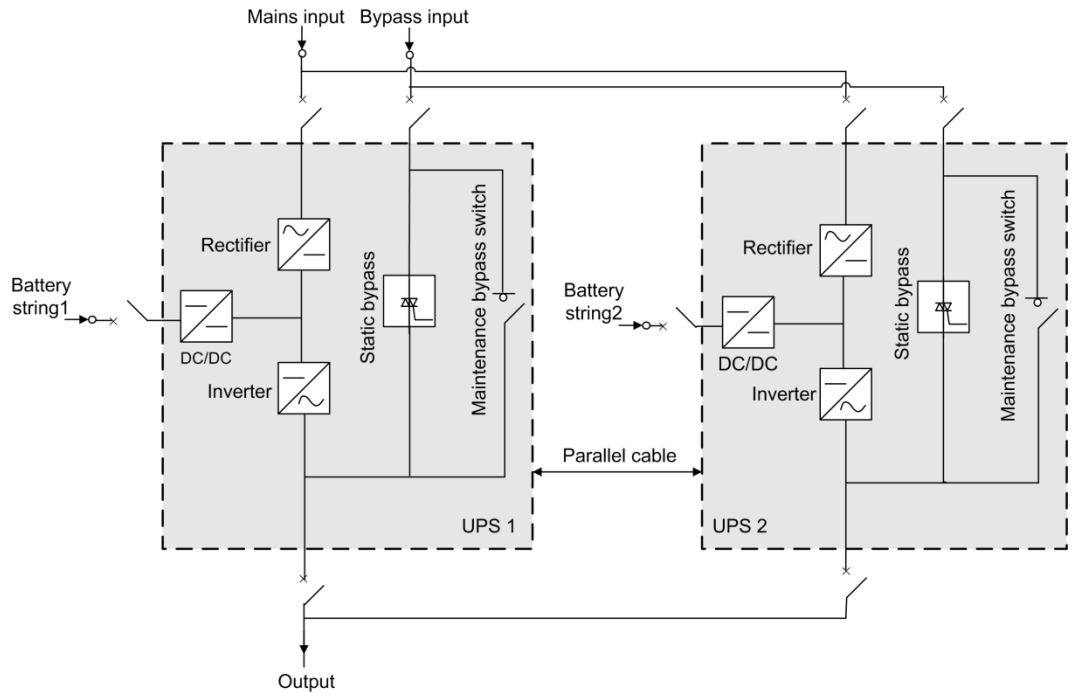 Mains input
Bypass input
Rectifier
Battery
string1
DC/DC
Inverter
Static bypass
Maintenance bypass switch
UPS 1
Parallel cable
Rectifier
Battery
string2
DC/DC
Inverter
Static bypass
Maintenance bypass switch
UPS 2
Output